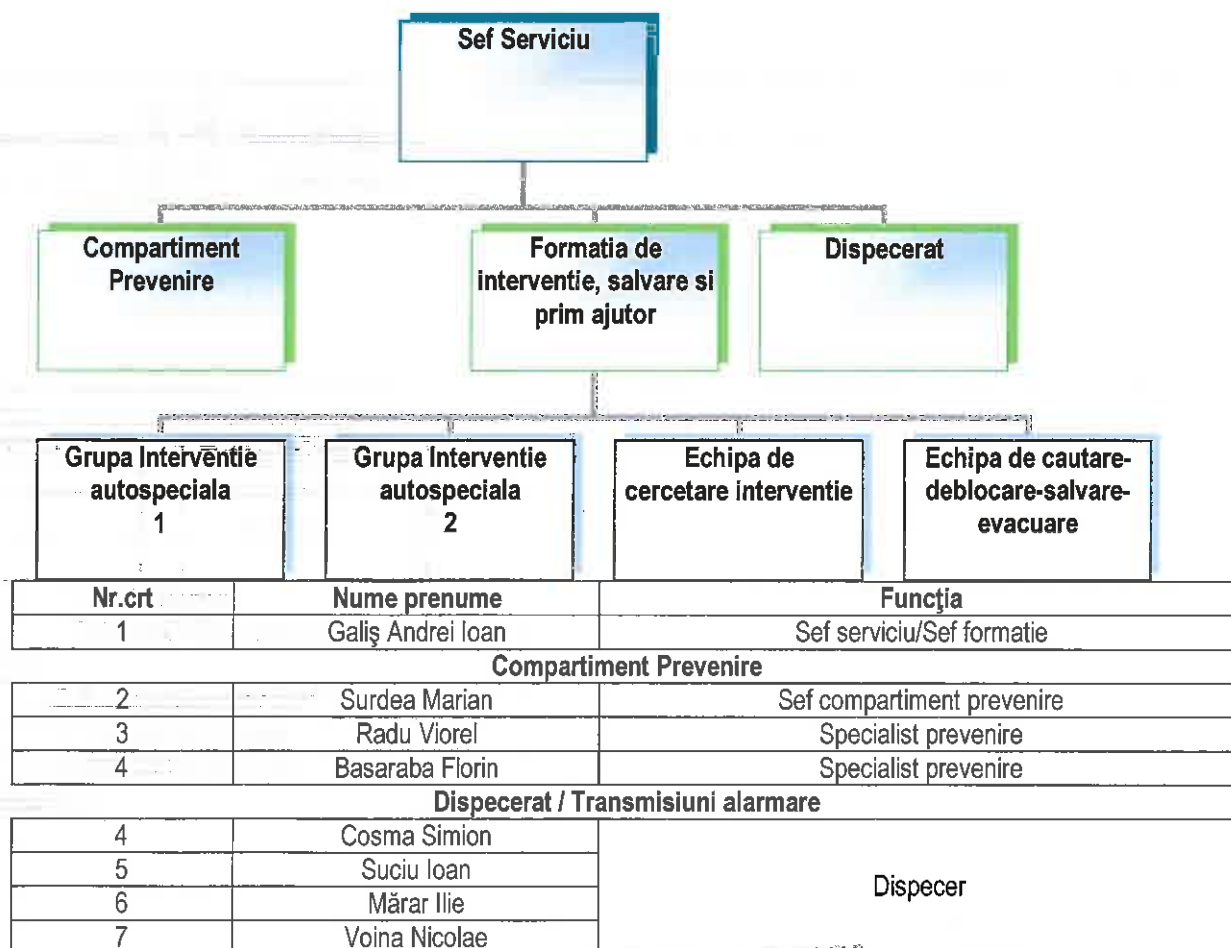 Sef Serviciu
Compartiment
Prevenire
Formatia de
interventie, salvare si
prim ajutor
Dispecerat
Grupa Interventie
autospeciala
1
Grupa Interventie
autospeciala
2
Echipa de
cercetare interventie
Echipa de cautare-
deblocare-salvare-
evacuare
Nr.crt Nume prenume Funcţia
1 Galiş Andrei Ioan Sef serviciu/Sef formatie
Compartiment Prevenire
2 Surdea Marian Sef compartiment prevenire
3 Radu Viorel Specialist prevenire
4 Basaraba Florin Specialist prevenire
Dispecerat / Transmisiuni alarmare
4 Cosma Simion
5 Suciu Ioan
Dispecer
6 Mărar Ilie
7 Voina Nicolae